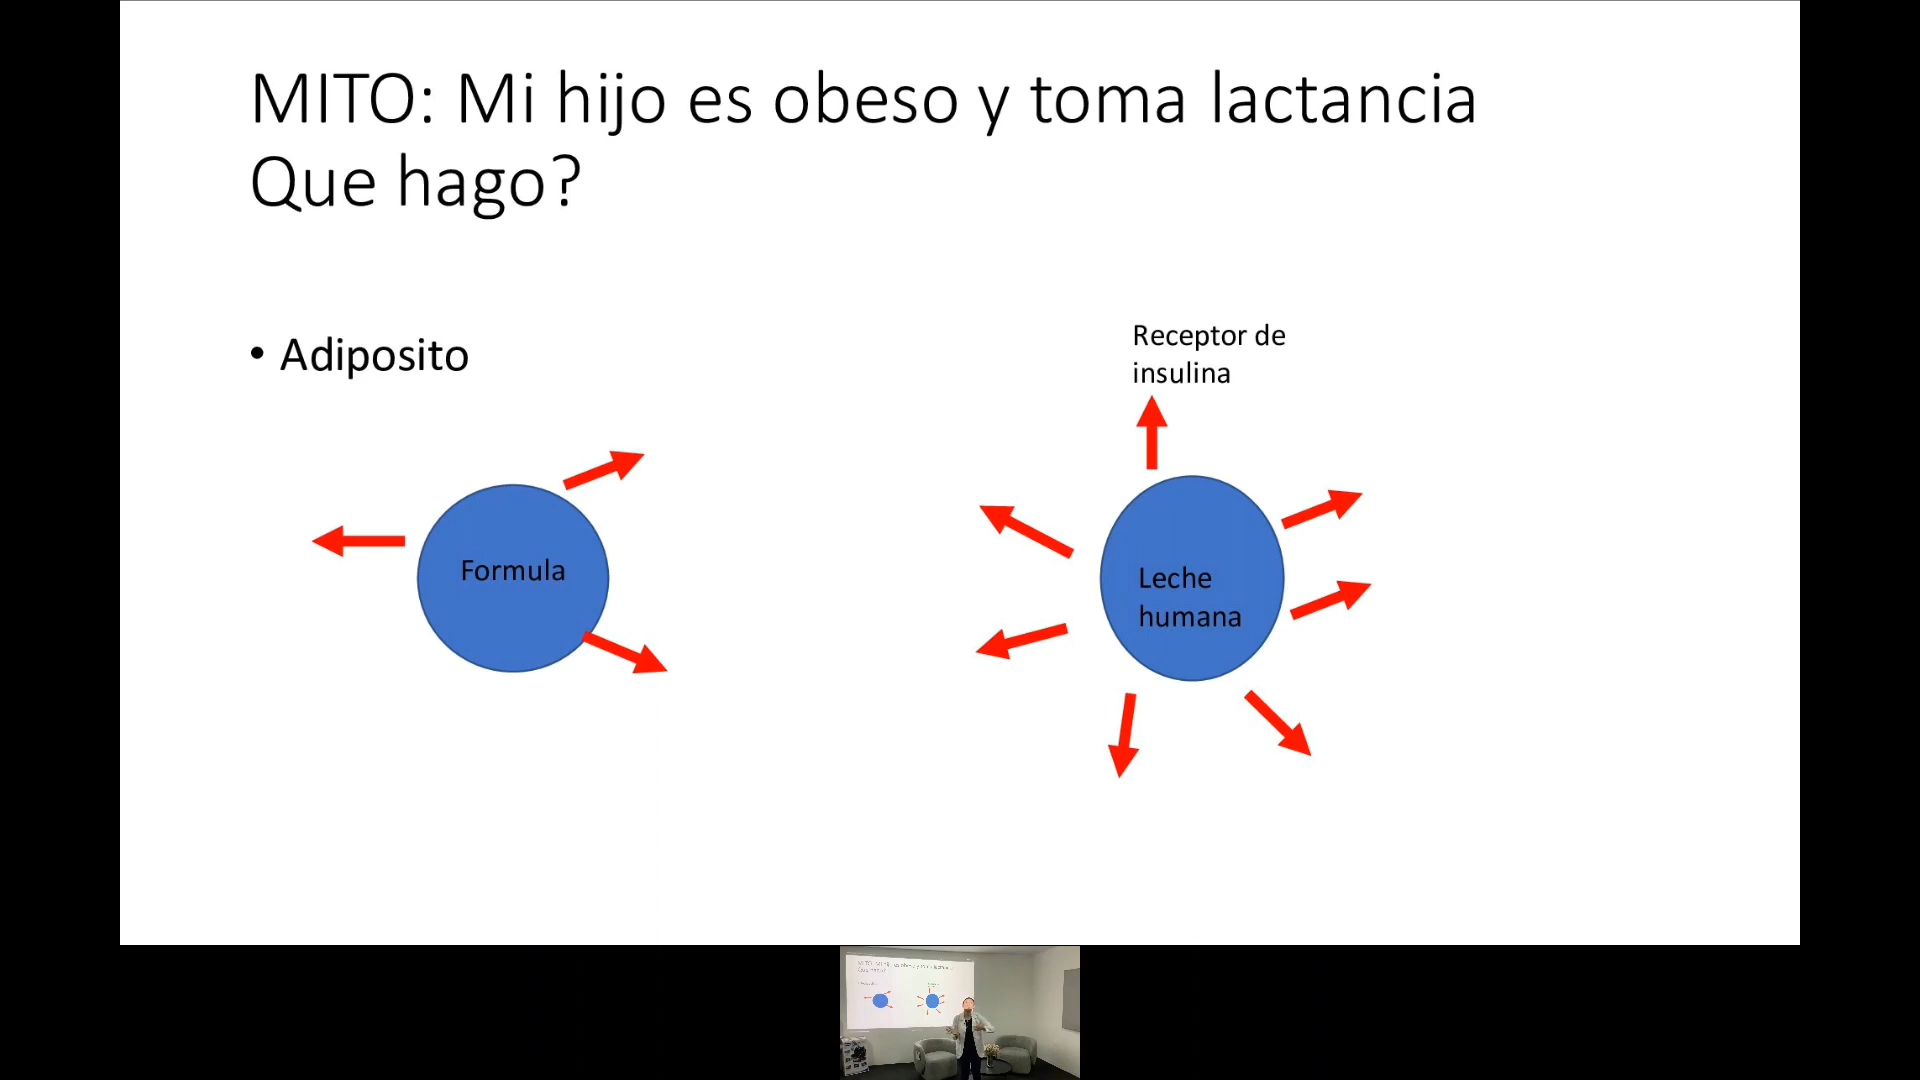 MITO: Mi hijo es obeso y toma lactancia
Que hago?
• Adiposito
Receptor de
insulina
Formula
Leche
humana